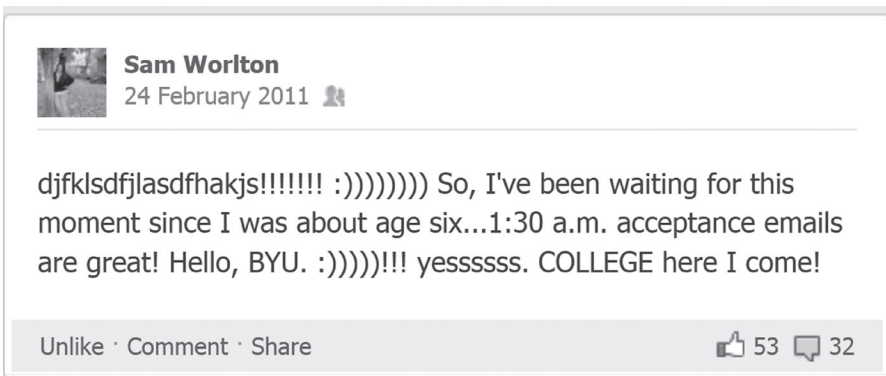 Sam Worlton
24 February 2011
djfklsdfjlasdfhakjs!!!!!!! :)))))))) So, I've been waiting for this
moment since I was about age six...1:30 a.m. acceptance emails
are great! Hello, BYU. :)))))!!! yessssss. COLLEGE here I come!
Unlike · Comment · Share 53 32